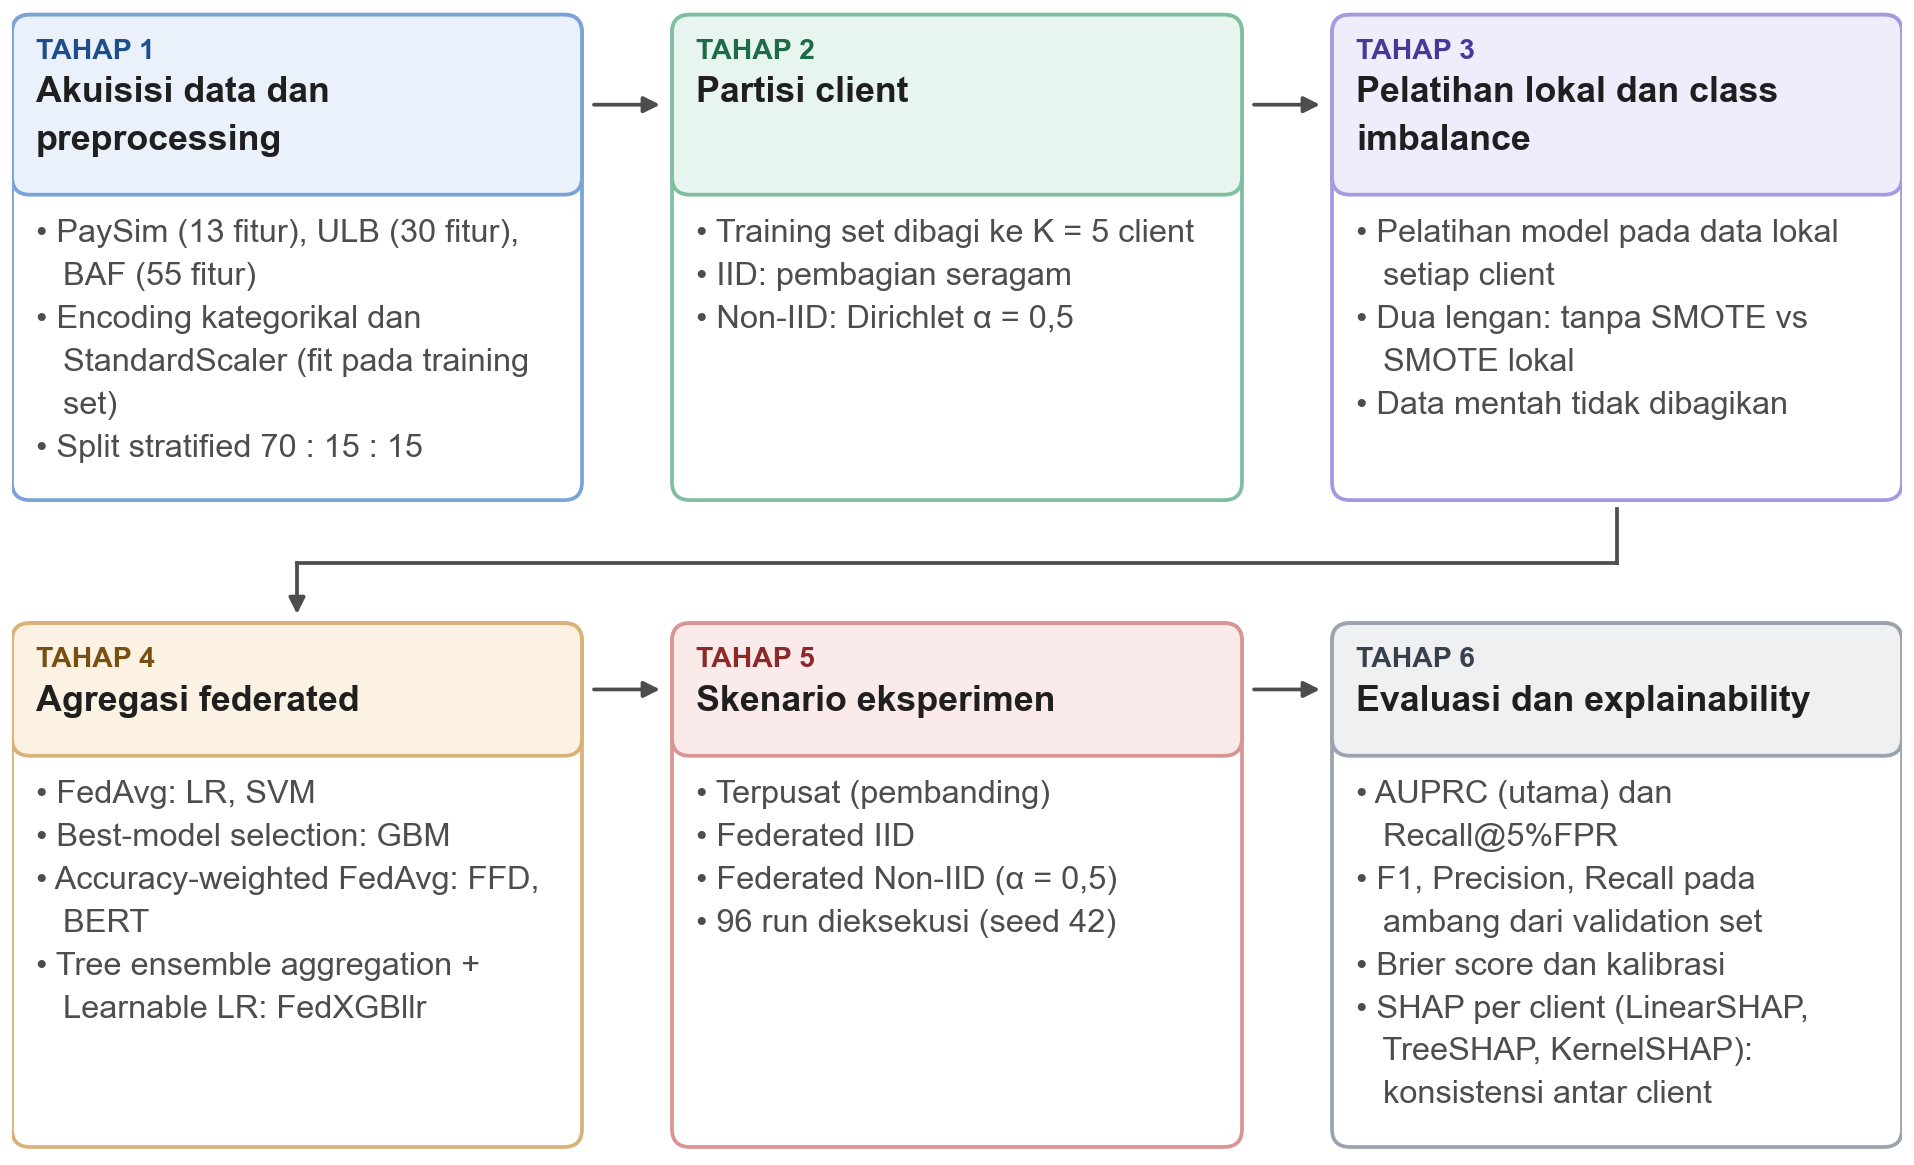 TAHAP 1
Akuisisi data dan
preprocessing
• PaySim (13 fitur), ULB (30 fitur),
BAF (55 fitur)
• Encoding kategorikal dan
StandardScaler (fit pada training
set)
• Split stratified 70 : 15 : 15
TAHAP 2
Partisi client
• Training set dibagi ke K = 5 client
• IID: pembagian seragam
• Non-IID: Dirichlet α = 0,5
TAHAP 3
Pelatihan lokal dan class
imbalance
• Pelatihan model pada data lokal
setiap client
• Dua lengan: tanpa SMOTE vs
SMOTE lokal
• Data mentah tidak dibagikan
TAHAP 4
Agregasi federated
• FedAvg: LR, SVM
• Best-model selection: GBM
• Accuracy-weighted FedAvg: FFD,
BERT
• Tree ensemble aggregation +
Learnable LR: FedXGBllr
TAHAP 5
Skenario eksperimen
• Terpusat (pembanding)
• Federated IID
• Federated Non-IID (α = 0,5)
• 96 run dieksekusi (seed 42)
TAHAP 6
Evaluasi dan explainability
• AUPRC (utama) dan
Recall@5%FPR
• F1, Precision, Recall pada
ambang dari validation set
• Brier score dan kalibrasi
• SHAP per client (LinearSHAP,
TreeSHAP, KernelSHAP):
konsistensi antar client